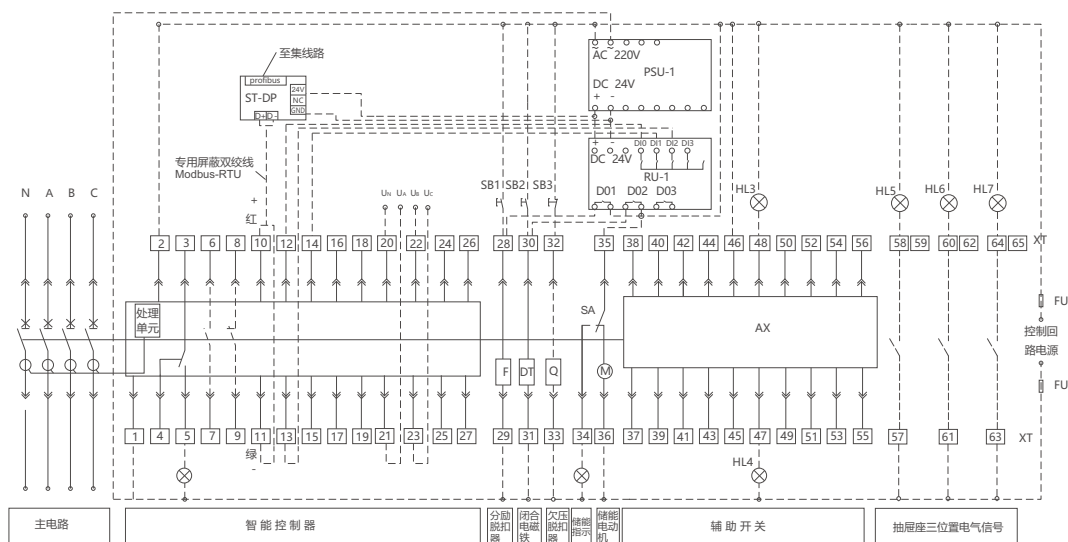 至集线路
profibus
ST-DP
24V
NC
GND
D+ D-
AC 220V
PSU-1
DC 24V
+ -
+ -
DI0 DI1 DI2 DI3
DC 24V
RU-1
D01 D02 D03
专用屏蔽双绞线
Modbus-RTU
+
红
N A B C
UN UA UB UC
SB1 SB2 SB3
HL3
HL5 HL6 HL7
2 3 6 8 10 12 14 16 18 20 22 24 26 28 30 32 35 38 40 42 44 46 48 50 52 54 56 58 59 60 62 64 65 XT
处理
单元
SA
AX
F DT Q M
FU
控制回
路电源
FU
1 4 5 7 9 11 13 15 17 19 21 23 25 27 29 31 33 34 36 37 39 41 43 45 47 49 51 53 55 57 61 63 XT
绿
-
HL4
主电路
智能控制器
分励
脱扣
器
闭合
电磁
铁
欠压
脱扣
器
储能
指示
储能
电动
机
辅助开关
抽屉座三位置电气信号